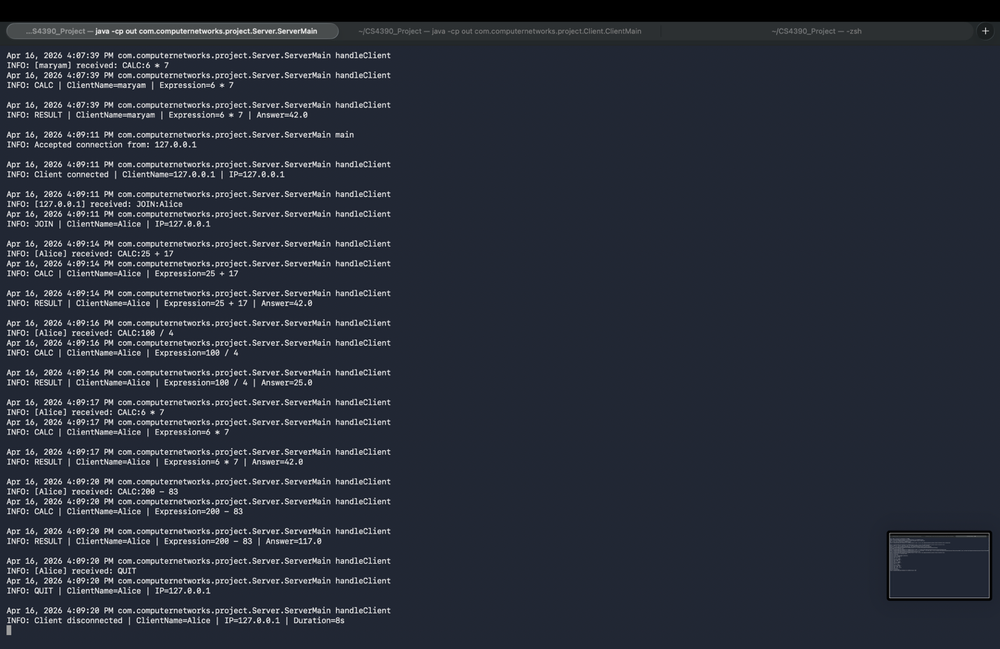 ...S4390_Project — java -cp out com.computernetworks.project.Server.ServerMain
~/CS4390_Project — java -cp out com.computernetworks.project.Client.ClientMain
~/CS4390_Project — -zsh
+
Apr 16, 2026 4:07:39 PM com.computernetworks.project.Server.ServerMain handleClient
INFO: [maryam] received: CALC:6 * 7
Apr 16, 2026 4:07:39 PM com.computernetworks.project.Server.ServerMain handleClient
INFO: CALC | ClientName=maryam | Expression=6 * 7
Apr 16, 2026 4:07:39 PM com.computernetworks.project.Server.ServerMain handleClient
INFO: RESULT | ClientName=maryam | Expression=6 * 7 | Answer=42.0
Apr 16, 2026 4:09:11 PM com.computernetworks.project.Server.ServerMain main
INFO: Accepted connection from: 127.0.0.1
Apr 16, 2026 4:09:11 PM com.computernetworks.project.Server.ServerMain handleClient
INFO: Client connected | ClientName=127.0.0.1 | IP=127.0.0.1
Apr 16, 2026 4:09:11 PM com.computernetworks.project.Server.ServerMain handleClient
INFO: [127.0.0.1] received: JOIN:Alice
Apr 16, 2026 4:09:11 PM com.computernetworks.project.Server.ServerMain handleClient
INFO: JOIN | ClientName=Alice | IP=127.0.0.1
Apr 16, 2026 4:09:14 PM com.computernetworks.project.Server.ServerMain handleClient
INFO: [Alice] received: CALC:25 + 17
Apr 16, 2026 4:09:14 PM com.computernetworks.project.Server.ServerMain handleClient
INFO: CALC | ClientName=Alice | Expression=25 + 17
Apr 16, 2026 4:09:14 PM com.computernetworks.project.Server.ServerMain handleClient
INFO: RESULT | ClientName=Alice | Expression=25 + 17 | Answer=42.0
Apr 16, 2026 4:09:16 PM com.computernetworks.project.Server.ServerMain handleClient
INFO: [Alice] received: CALC:100 / 4
Apr 16, 2026 4:09:16 PM com.computernetworks.project.Server.ServerMain handleClient
INFO: CALC | ClientName=Alice | Expression=100 / 4
Apr 16, 2026 4:09:16 PM com.computernetworks.project.Server.ServerMain handleClient
INFO: RESULT | ClientName=Alice | Expression=100 / 4 | Answer=25.0
Apr 16, 2026 4:09:17 PM com.computernetworks.project.Server.ServerMain handleClient
INFO: [Alice] received: CALC:6 * 7
Apr 16, 2026 4:09:17 PM com.computernetworks.project.Server.ServerMain handleClient
INFO: CALC | ClientName=Alice | Expression=6 * 7
Apr 16, 2026 4:09:17 PM com.computernetworks.project.Server.ServerMain handleClient
INFO: RESULT | ClientName=Alice | Expression=6 * 7 | Answer=42.0
Apr 16, 2026 4:09:20 PM com.computernetworks.project.Server.ServerMain handleClient
INFO: [Alice] received: CALC:200 - 83
Apr 16, 2026 4:09:20 PM com.computernetworks.project.Server.ServerMain handleClient
INFO: CALC | ClientName=Alice | Expression=200 - 83
Apr 16, 2026 4:09:20 PM com.computernetworks.project.Server.ServerMain handleClient
INFO: RESULT | ClientName=Alice | Expression=200 - 83 | Answer=117.0
Apr 16, 2026 4:09:20 PM com.computernetworks.project.Server.ServerMain handleClient
INFO: [Alice] received: QUIT
Apr 16, 2026 4:09:20 PM com.computernetworks.project.Server.ServerMain handleClient
INFO: QUIT | ClientName=Alice | IP=127.0.0.1
Apr 16, 2026 4:09:20 PM com.computernetworks.project.Server.ServerMain handleClient
INFO: Client disconnected | ClientName=Alice | IP=127.0.0.1 | Duration=8s